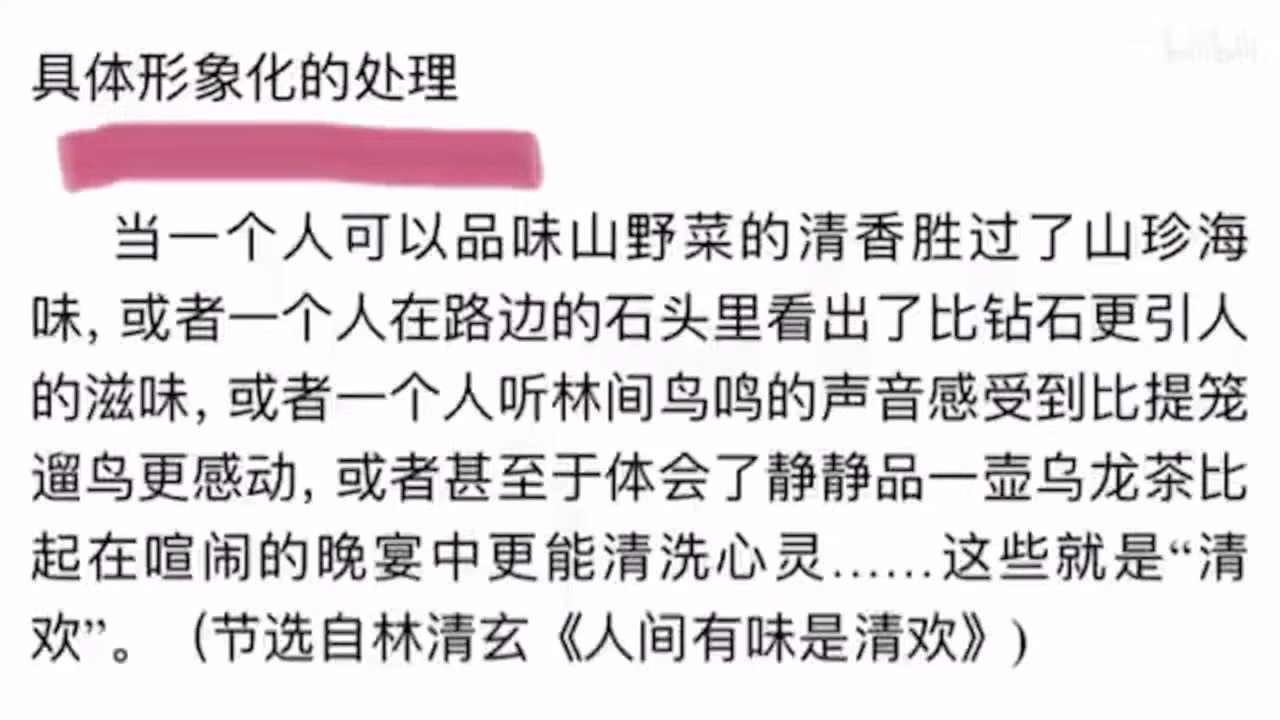 bilibili
具体形象化的处理
当一个人可以品味山野菜的清香胜过了山珍海
味,或者一个人在路边的石头里看出了比钻石更引人
的滋味,或者一个人听林间鸟鸣的声音感受到比提笼
遛鸟更感动,或者甚至于体会了静静品一壶乌龙茶比
起在喧闹的晚宴中更能清洗心灵……这些就是“清
欢”。（节选自林清玄《人间有味是清欢》)